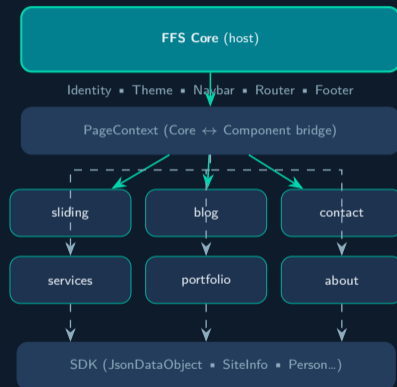 FFS Core (host)
Identity ▪ Theme ▪ Navbar ▪ Router ▪ Footer
PageContext (Core ↔ Component bridge)
sliding
blog
contact
services
portfolio
about
SDK (JsonDataObject ▪ SiteInfo ▪ Person...)